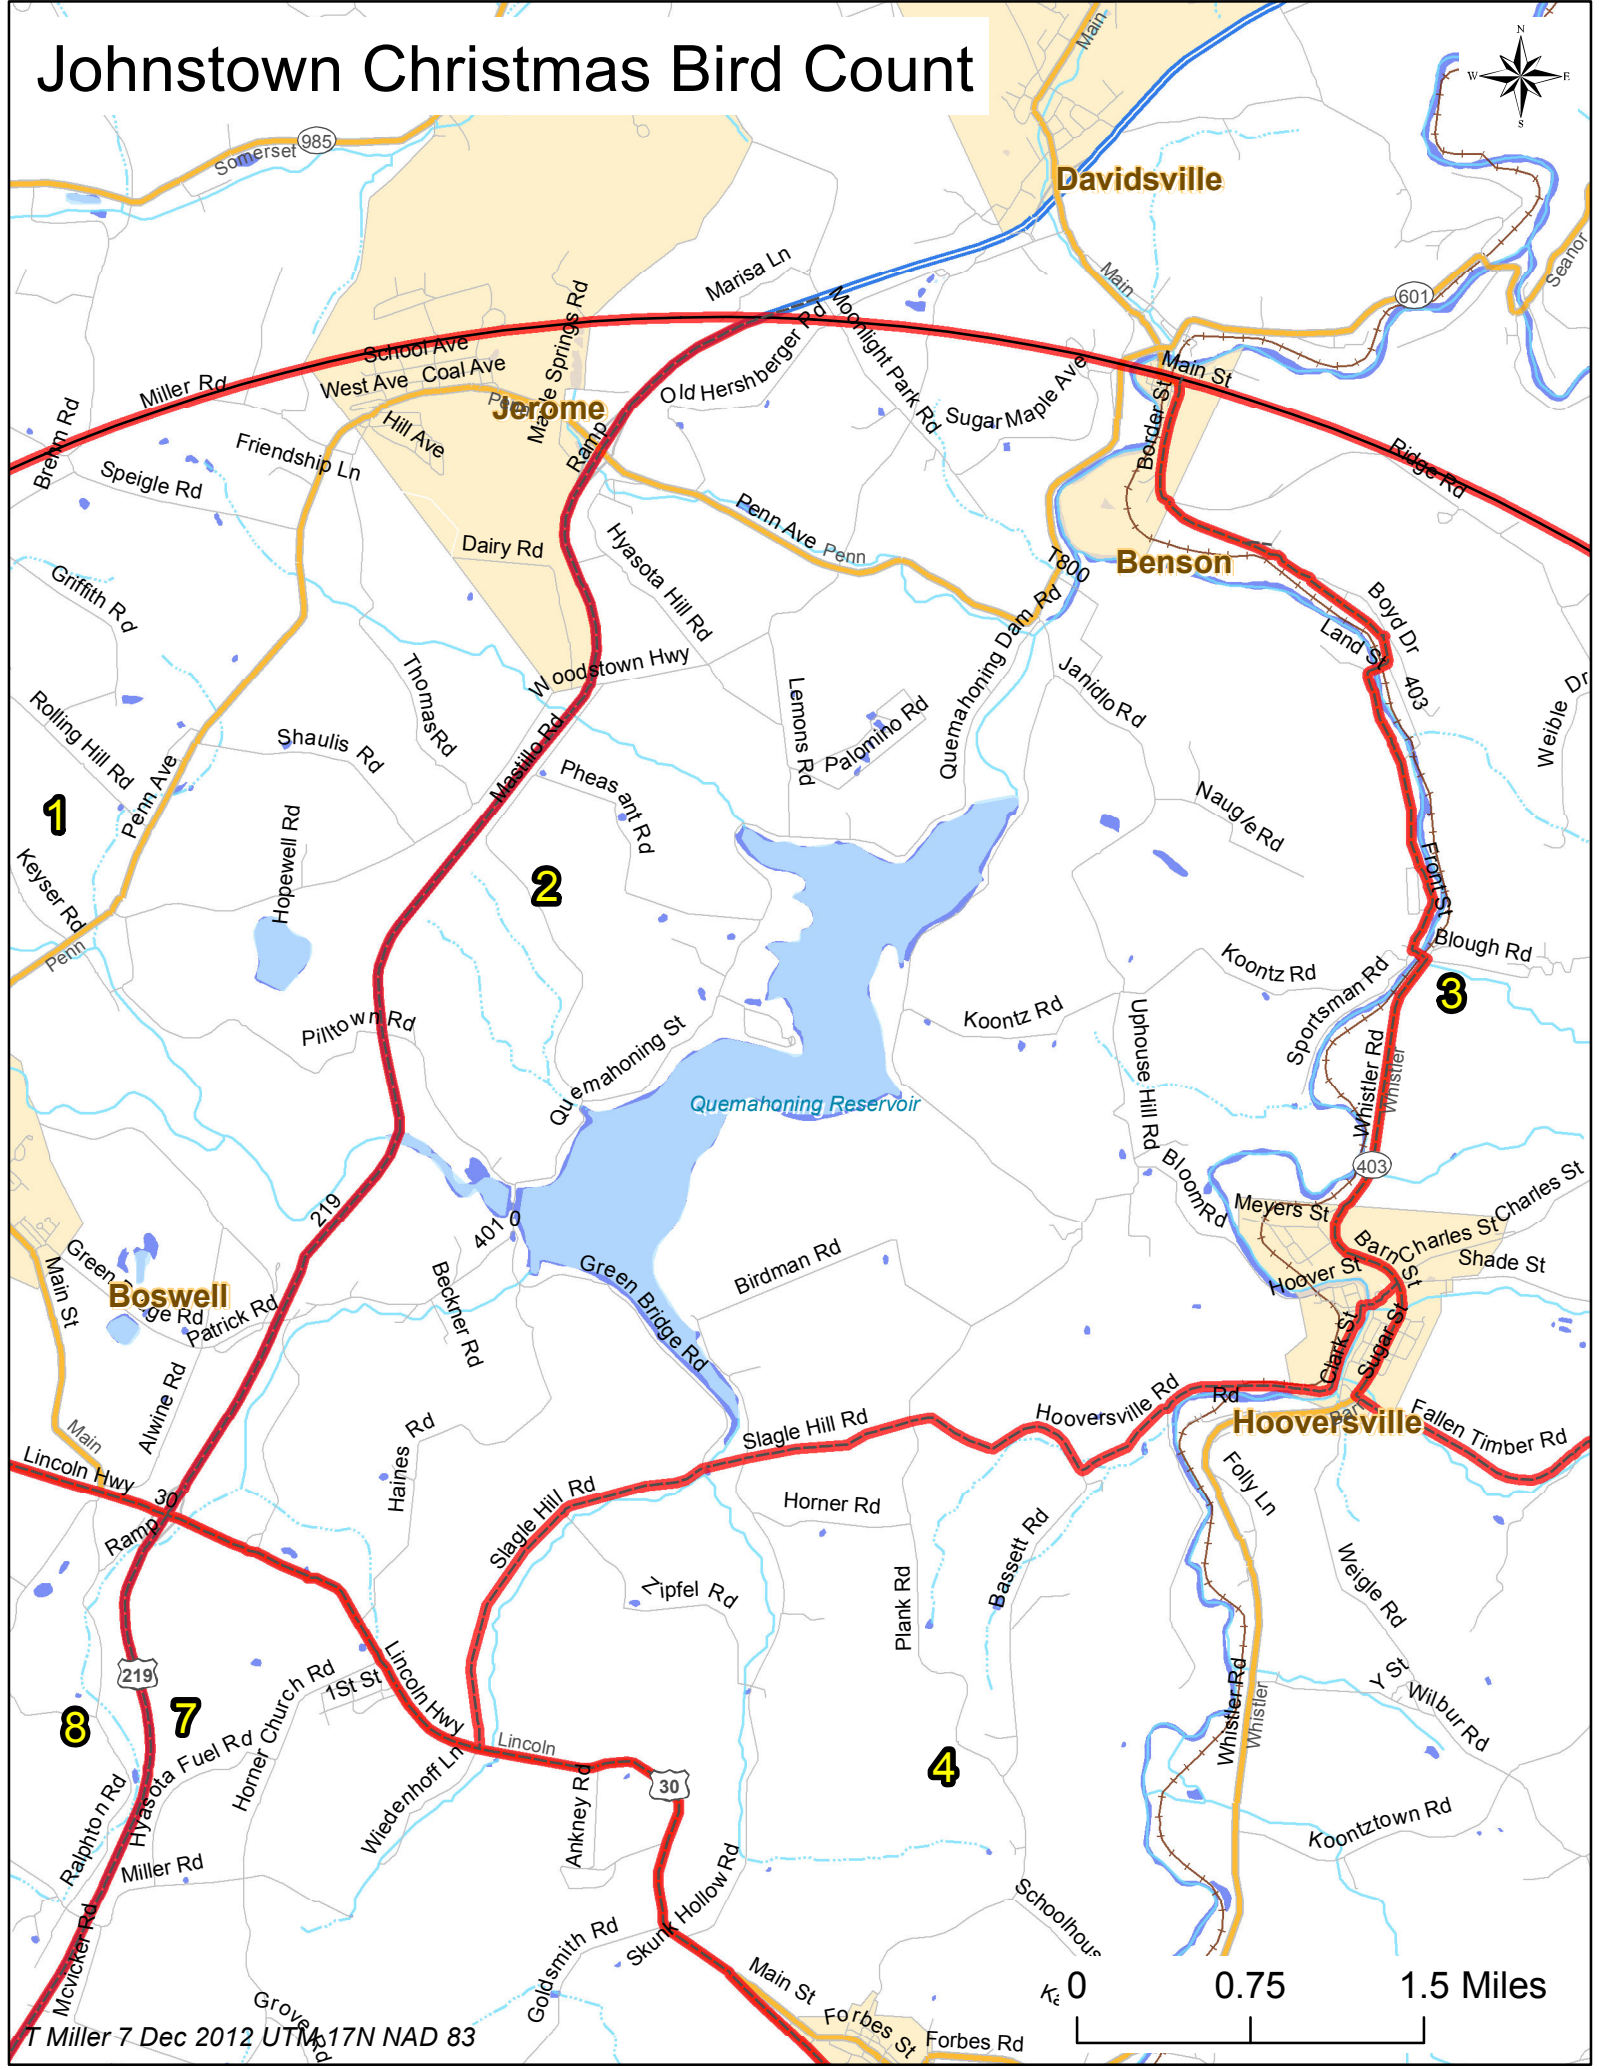 Johnstown Christmas Bird Count
N
W
E
S
Main
Somerset
985
Davidsville
Seanor
Marisa Ln
Main
601
Maple Springs Rd
Moonlight Park Rd
School Ave
Main St
Miller Rd
West Ave
Coal Ave
Old Hershberger Rd
Sugar Maple Ave
Penn
Jerome
Border St
Brehm Rd
Hill Ave
Ramp
Friendship Ln
Ridge Rd
Speigle Rd
Penn Ave
Penn
Dairy Rd
Hyasota Hill Rd
T800
Benson
Griffith Rd
Boyd Dr
Land St
Quemahoning Dam Rd
Woodstown Hwy
Thomas Rd
Janidlo Rd
403
Rolling Hill Rd
Lemons Rd
Palomino Rd
Weible Dr
Shaulis Rd
Mastillo Rd
Penn Ave
Pheasant Rd
Naugle Rd
1
Hopewell Rd
2
Front St
Keyser Rd
Penn
Blough Rd
Koontz Rd
Sportsman Rd
3
Pilltown Rd
Koontz Rd
Quemahoning St
Uphouse Hill Rd
Whistler Rd
Whistler
Quemahoning Reservoir
403
Bloom Rd
219
401 0
Meyers St
Charles St
Barn St
Charles St
Shade St
Green Bridge Rd
Birdman Rd
Hoover St
Main St
Boswell
Patrick Rd
Beckner Rd
Green Bridge Rd
Clark St
Sugar St
Alwine Rd
Hooversville Rd
Rd
Slagle Hill Rd
Hooversville
Fallen Timber Rd
Main
Haines Rd
Lincoln Hwy
30
Folly Ln
Ramp
Slagle Hill Rd
Horner Rd
Bassett Rd
Zipfel Rd
Plank Rd
Weigle Rd
219
Horner Church Rd
1St St
Lincoln Hwy
Whistler Rd
Whistler
Y St
Wilbur Rd
8
7
Hyasota Fuel Rd
Lincoln
30
4
Ralphton Rd
Wiedenhoff Ln
Ankney Rd
Koontztown Rd
Miller Rd
Skunk Hollow Rd
Schoolhous
Mcvicker Rd
Goldsmith Rd
Main St
0 0.75 1.5 Miles
Grove Rd
Forbes St
Forbes Rd
T Miller 7 Dec 2012 UTM 17N NAD 83